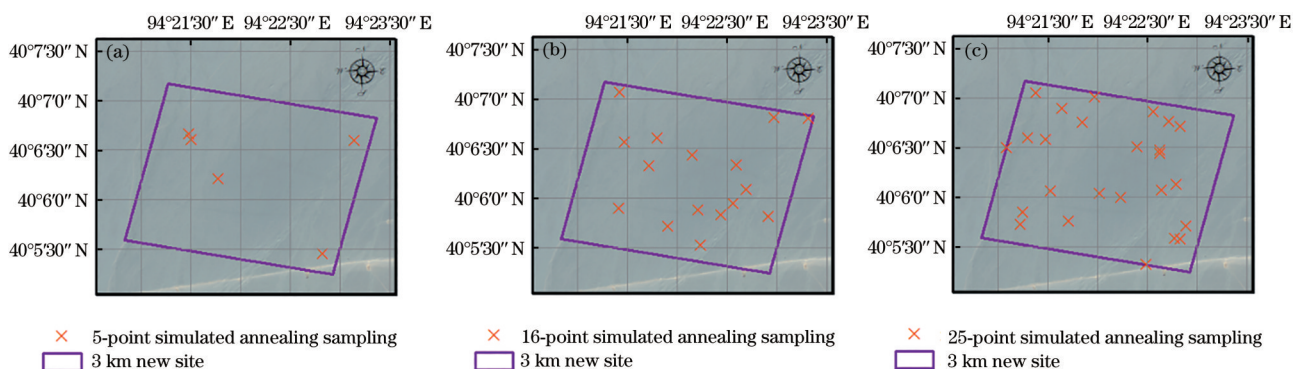 94°21′30″ E 94°22′30″ E 94°23′30″ E
40°7′30″ N
40°7′0″ N
40°6′30″ N
40°6′0″ N
40°5′30″ N
(a)
5-point simulated annealing sampling
3 km new site
94°21′30″ E 94°22′30″ E 94°23′30″ E
40°7′30″ N
40°7′0″ N
40°6′30″ N
40°6′0″ N
40°5′30″ N
(b)
16-point simulated annealing sampling
3 km new site
94°21′30″ E 94°22′30″ E 94°23′30″ E
40°7′30″ N
40°7′0″ N
40°6′30″ N
40°6′0″ N
40°5′30″ N
(c)
25-point simulated annealing sampling
3 km new site